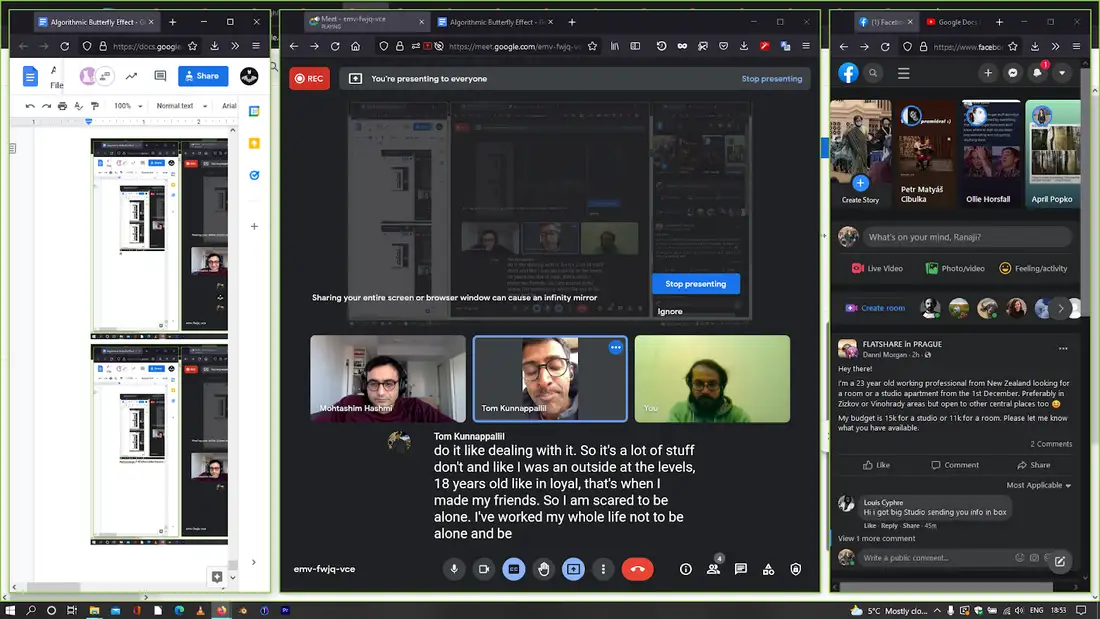 Algorithmic Butterfly Effect - G
https://docs.google
File
Share
100%
Normal text
Arial
1
1
2
Meet - emv-fwjq-vce
PLAYING
Algorithmic Butterfly Effect - G
https://meet.google.com/emv-fwjq-v
REC
You're presenting to everyone
Stop presenting
Sharing your entire screen or browser window can cause an infinity mirror
Stop presenting
Ignore
Mohtashim Hashmi
Tom Kunnappallil
You
Tom Kunnappallil
do it like dealing with it. So it's a lot of stuff
don't and like I was an outside at the levels,
18 years old like in loyal, that's when I
made my friends. So I am scared to be
alone. I've worked my whole life not to be
alone and be
emv-fwjq-vce
4
(1) Faceb
Google Docs
https://www.facebo
1
premiéra! :)
Create Story
Petr Matyáš
Cibulka
Ollie Horsfall
April Popko
What's on your mind, Ranaji?
Live Video
Photo/video
Feeling/activity
Create room
FLATSHARE in PRAGUE
Danni Morgan · 2h ·
Hey there!
I'm a 23 year old working professional from New Zealand looking for
a room or a studio apartment from the 1st December. Preferably in
Zizkov or Vinohrady areas but open to other central places too 😄
My budget is 15k for a studio or 11k for a room. Please let me know
what you have available.
2 Comments
Like
Comment
Share
Most Applicable
Louis Cyphre
Hi i got big Studio sending you info in box
Like · Reply · Share · 45m
View 1 more comment
Write a public comment...
5°C Mostly clo...
ENG
18:53